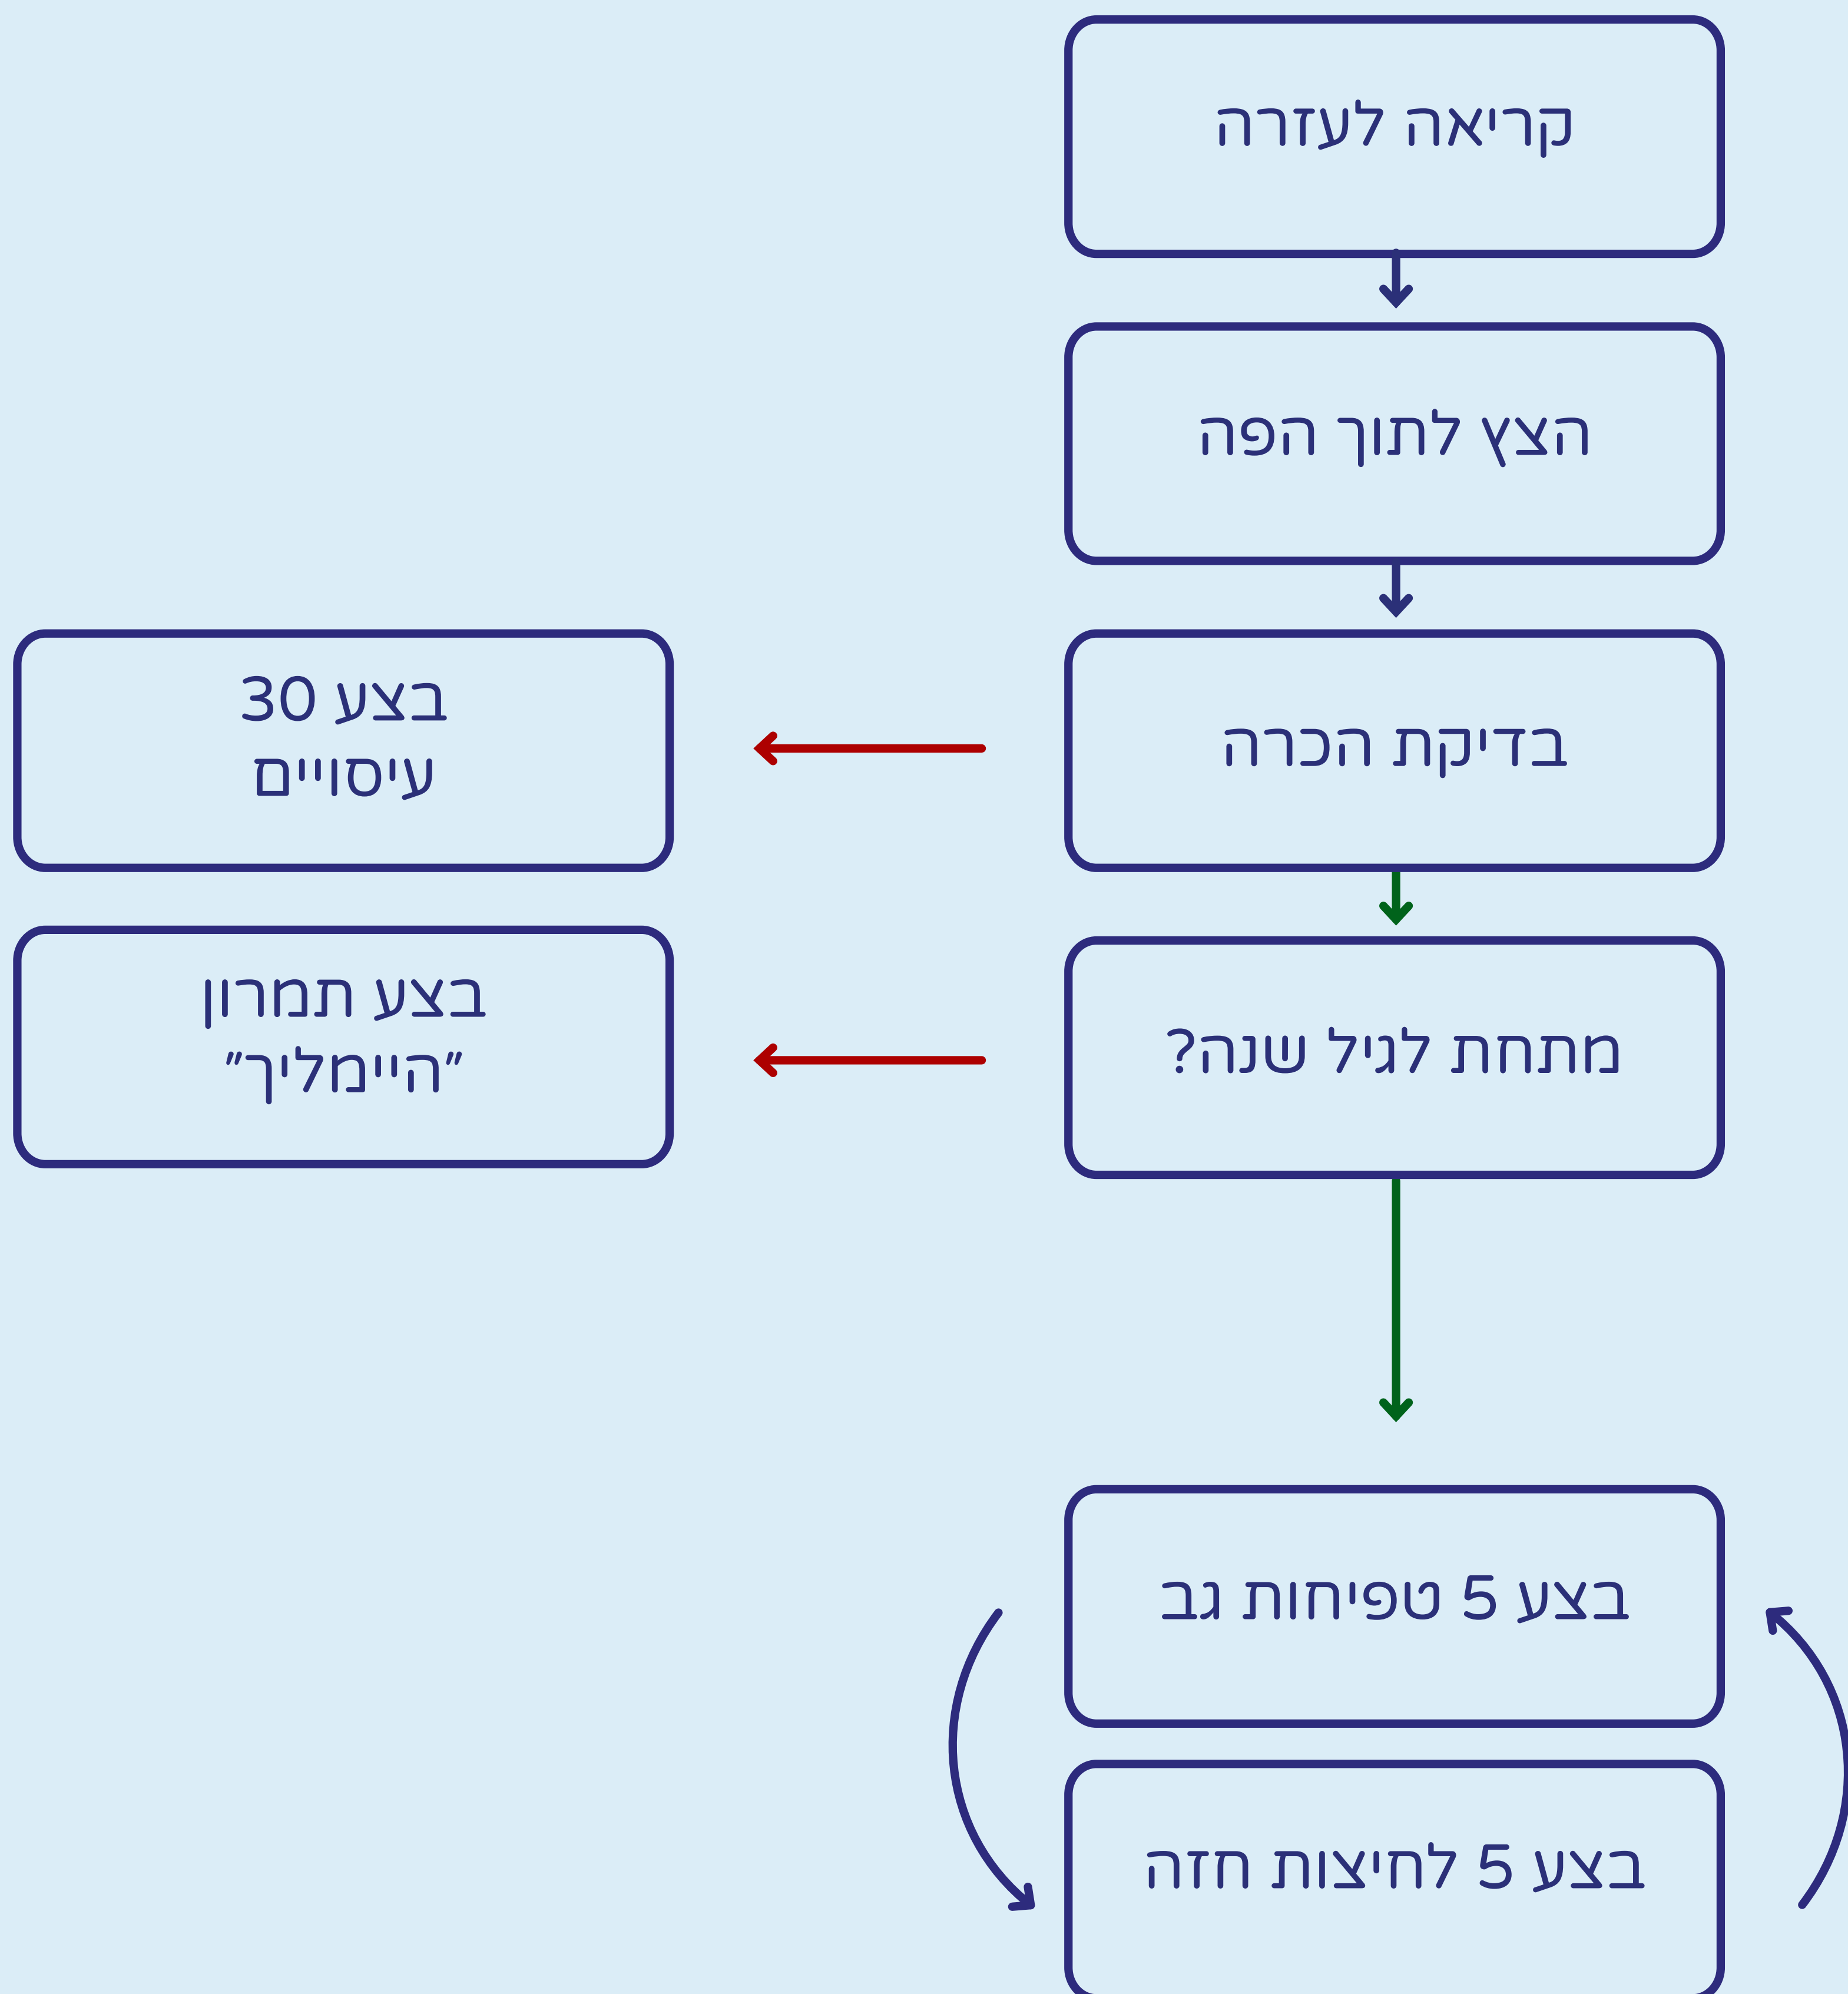 קריאה לעזרה
הצץ לתוך הפה
בדיקת הכרה
בצע 30
עיסויים
מתחת לגיל שנה?
בצע תמרון
"היימליך"
בצע 5 טפיחות גב
בצע 5 לחיצות חזה